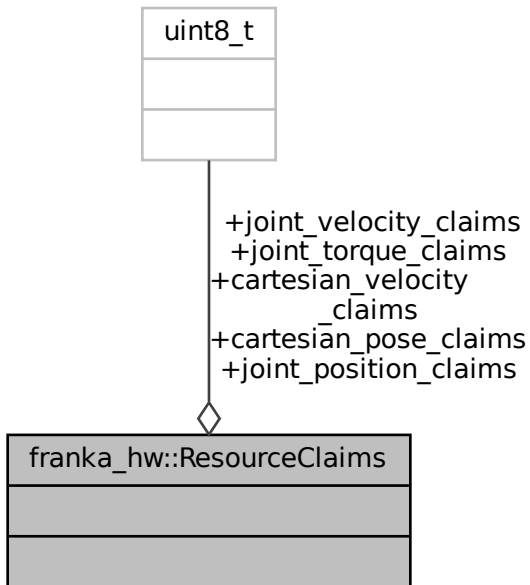 uint8_t
+joint_velocity_claims
+joint_torque_claims
+cartesian_velocity
_claims
+cartesian_pose_claims
+joint_position_claims
franka_hw::ResourceClaims